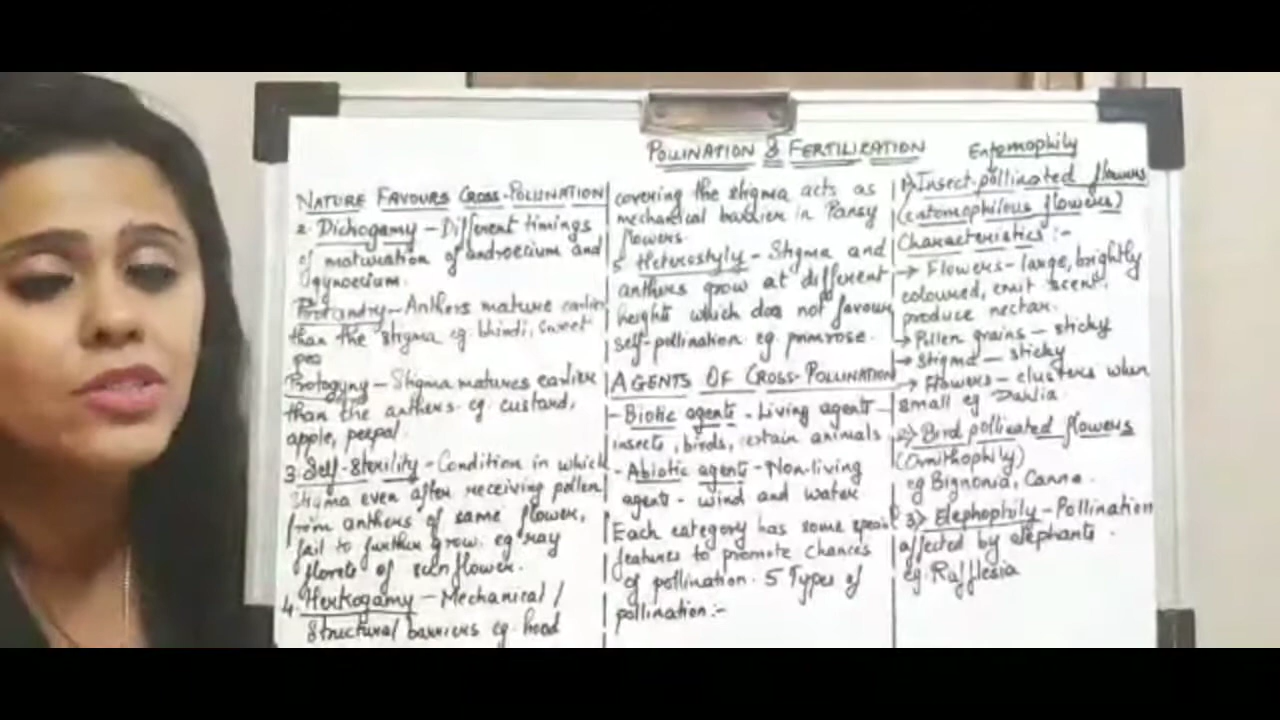 POLLINATION & FERTILIZATION
NATURE FAVOURS CROSS-POLLINATION
2. Dichogamy – Different timings
of maturation of androecium and
gynoecium.
Protandry – Anthers mature earlier
than the stigma eg. bhindi, sweet
pea
Protogyny – Stigma matures earlier
than the anthers. eg. custard,
apple, peepal.
3. Self-Sterility – Condition in which
stigma even after receiving pollen
from anthers of same flower,
fail to further grow. eg. ray
florets of sunflower.
4. Herkogamy – Mechanical /
Structural barriers eg. hood
covering the stigma acts as
mechanical barrier in Pansy
flowers.
5. Heterostyly – Stigma and
anthers grow at different
heights which does not favour
self-pollination. eg. primrose.
AGENTS OF CROSS-POLLINATION
- Biotic agents - Living agent –
insects, birds, certain animals
- Abiotic agents – Non-living
agents - wind and water
Each category has some special
features to promote chances
of pollination. 5 Types of
pollination:-
Entomophily
1) Insect-pollinated flowers
(entomophilous flowers)
Characteristics:-
→ Flowers – large, brightly
coloured, emit scent,
produce nectar.
→ Pollen grains – sticky
→ Stigma – sticky
→ Flowers – clusters when
small eg Dahlia.
2) Bird pollinated flowers
(Ornithophily)
eg Bignonia, Canna.
3) Elephophily – Pollination
affected by elephants.
eg. Rafflesia